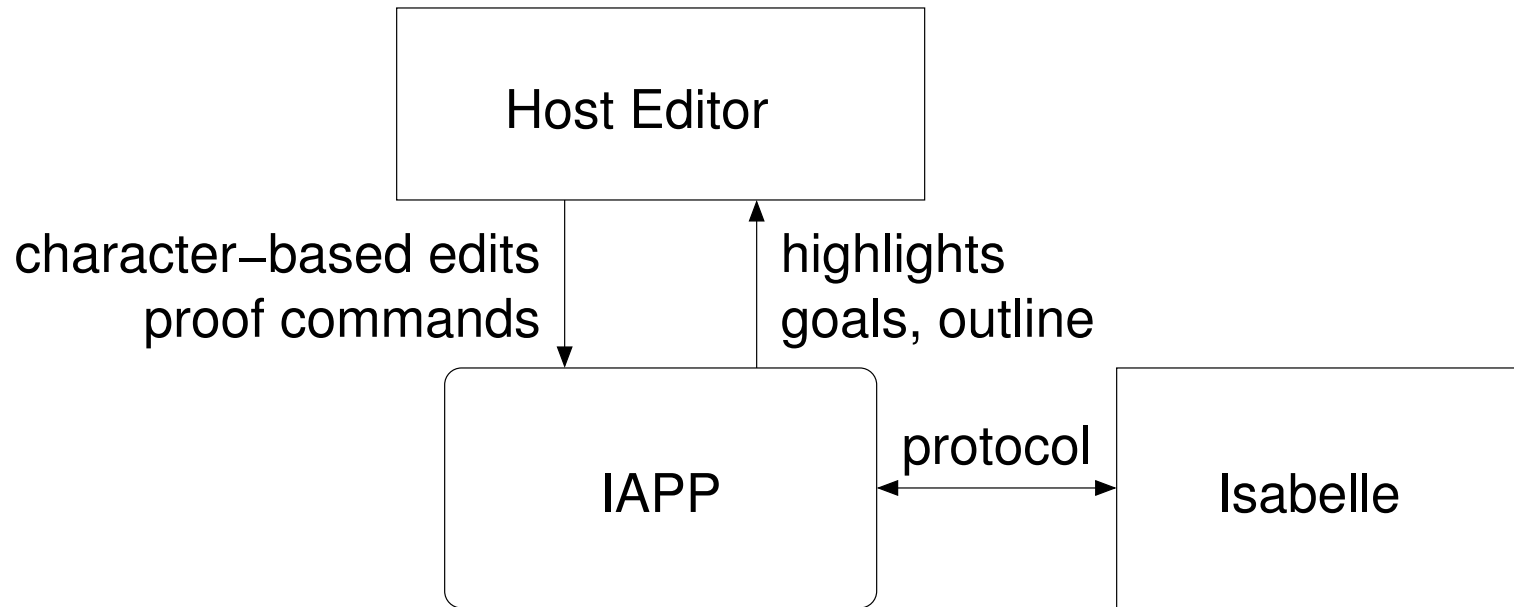 Host Editor
character–based edits
proof commands
highlights
goals, outline
protocol
IAPP
Isabelle